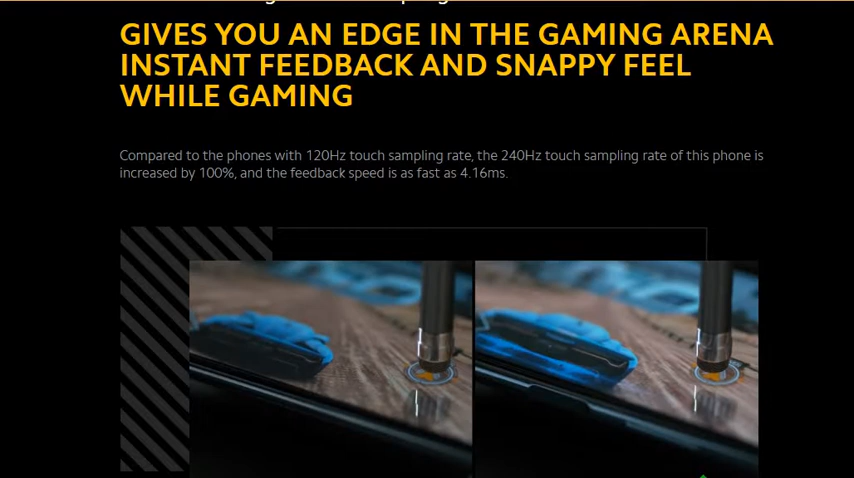 GIVES YOU AN EDGE IN THE GAMING ARENA
INSTANT FEEDBACK AND SNAPPY FEEL
WHILE GAMING
Compared to the phones with 120Hz touch sampling rate, the 240Hz touch sampling rate of this phone is
increased by 100%, and the feedback speed is as fast as 4.16ms.